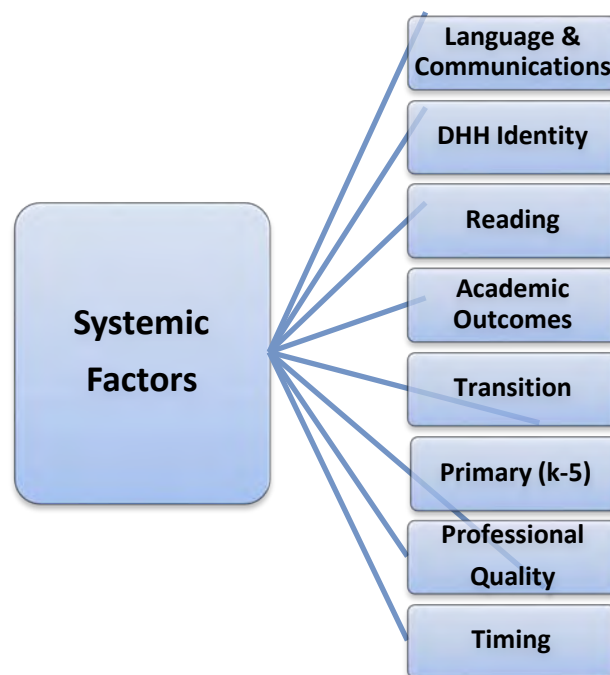 Systemic
Factors
Language &
Communications
DHH Identity
Reading
Academic
Outcomes
Transition
Primary (k-5)
Professional
Quality
Timing